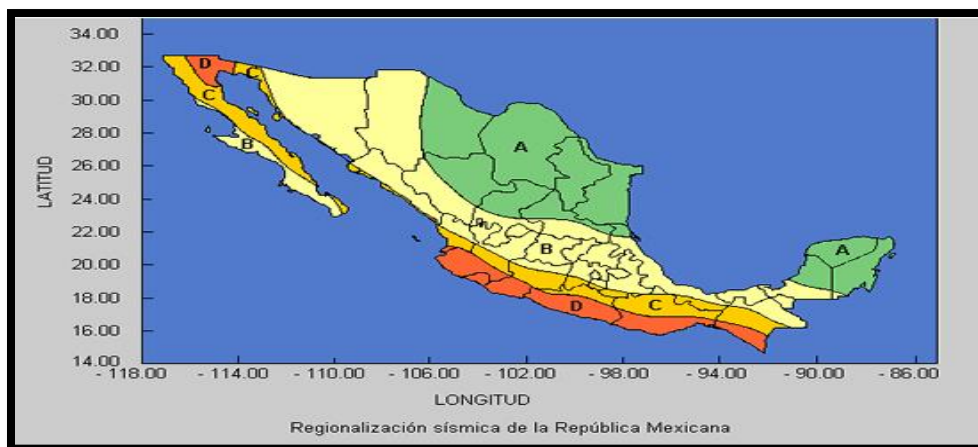 34.00
32.00
30.00
28.00
26.00
24.00
22.00
20.00
18.00
16.00
14.00
LATITUD
D
C
C
B
A
B
A
C
D
- 118.00 - 114.00 - 110.00 - 106.00 - 102.00 - 98.00 - 94.00 - 90.00 - 86.00
LONGITUD
Regionalización sísmica de la República Mexicana